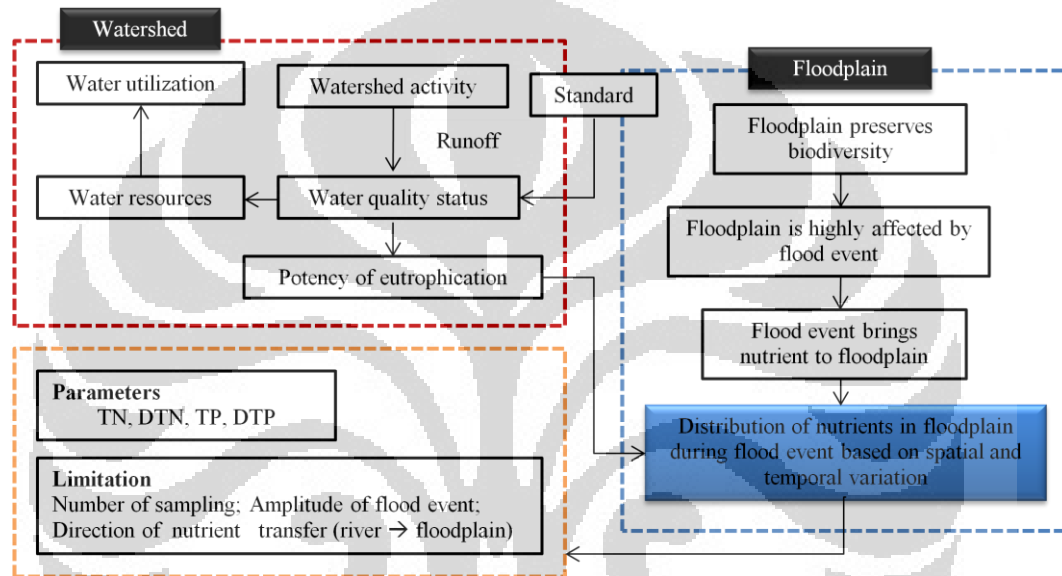 Watershed
Water utilization
Watershed activity
Standard
Runoff
Water resources
Water quality status
Potency of eutrophication
Floodplain
Floodplain preserves
biodiversity
Floodplain is highly affected by
flood event
Flood event brings
nutrient to floodplain
Distribution of nutrients in floodplain
during flood event based on spatial and
temporal variation
Parameters
TN, DTN, TP, DTP
Limitation
Number of sampling; Amplitude of flood event;
Direction of nutrient transfer (river → floodplain)